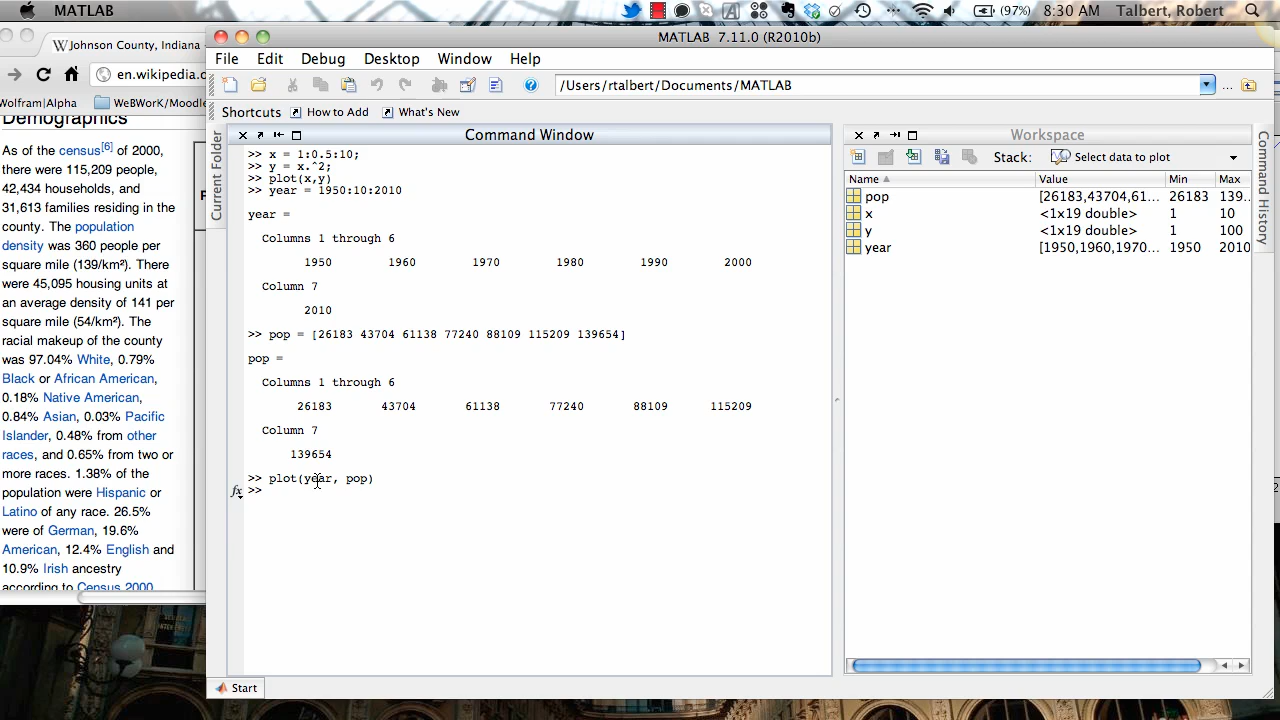 MATLAB
(97%)
8:30 AM
Talbert, Robert
Johnson County, Indiana
MATLAB 7.11.0 (R2010b)
en.wikipedia.o
File
Edit
Debug
Desktop
Window
Help
Wolfram|Alpha
WeBWorK/Moodle
/Users/rtalbert/Documents/MATLAB
...
Shortcuts
How to Add
What's New
Demographics
As of the census[6] of 2000,
there were 115,209 people,
42,434 households, and
31,613 families residing in the
county. The population
density was 360 people per
square mile (139/km²). There
were 45,095 housing units at
an average density of 141 per
square mile (54/km²). The
racial makeup of the county
was 97.04% White, 0.79%
Black or African American,
0.18% Native American,
0.84% Asian, 0.03% Pacific
Islander, 0.48% from other
races, and 0.65% from two or
more races. 1.38% of the
population were Hispanic or
Latino of any race. 26.5%
were of German, 19.6%
American, 12.4% English and
10.9% Irish ancestry
according to Census 2000
Current Folder
Command Window
>> x = 1:0.5:10;
>> y = x.^2;
>> plot(x,y)
>> year = 1950:10:2010
year =
Columns 1 through 6
1950 1960 1970 1980 1990 2000
Column 7
2010
>> pop = [26183 43704 61138 77240 88109 115209 139654]
pop =
Columns 1 through 6
26183 43704 61138 77240 88109 115209
Column 7
139654
>> plot(year, pop)
fx >>
Workspace
Stack:
Select data to plot
Name Value Min Max
pop [26183,43704,61... 26183 139..
x <1x19 double> 1 10
y <1x19 double> 1 100
year [1950,1960,1970... 1950 2010
Command History
Start